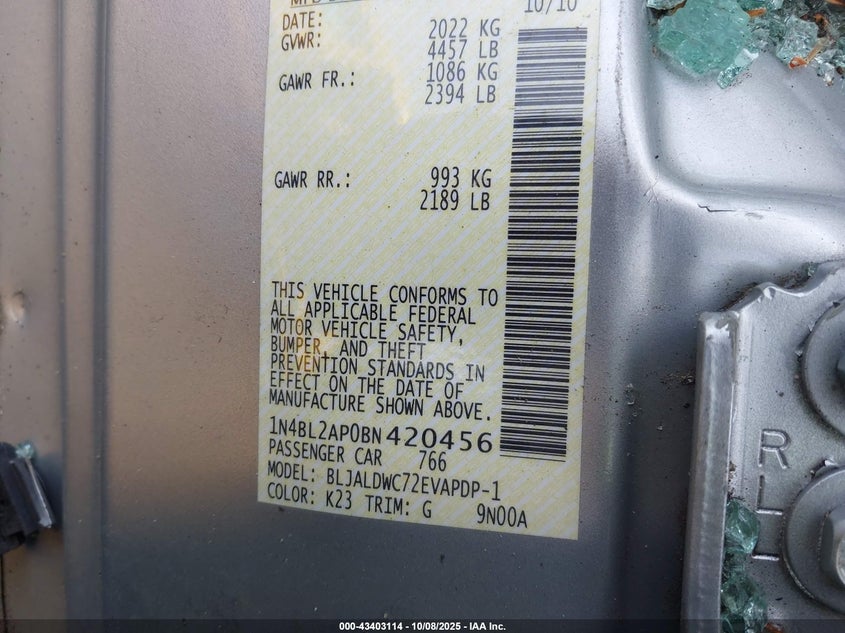 10/10
DATE:
GVWR: 2022 KG
4457 LB
GAWR FR.: 1086 KG
2394 LB
GAWR RR.: 993 KG
2189 LB
THIS VEHICLE CONFORMS TO
ALL APPLICABLE FEDERAL
MOTOR VEHICLE SAFETY,
BUMPER, AND THEFT
PREVENTION STANDARDS IN
EFFECT ON THE DATE OF
MANUFACTURE SHOWN ABOVE.
1N4BL2AP0BN420456
PASSENGER CAR 766
MODEL: BLJALDWC72EVAPDP-1
COLOR: K23 TRIM: G 9N00A
R
L L
000-43403114 - 10/08/2025 - IAA Inc.